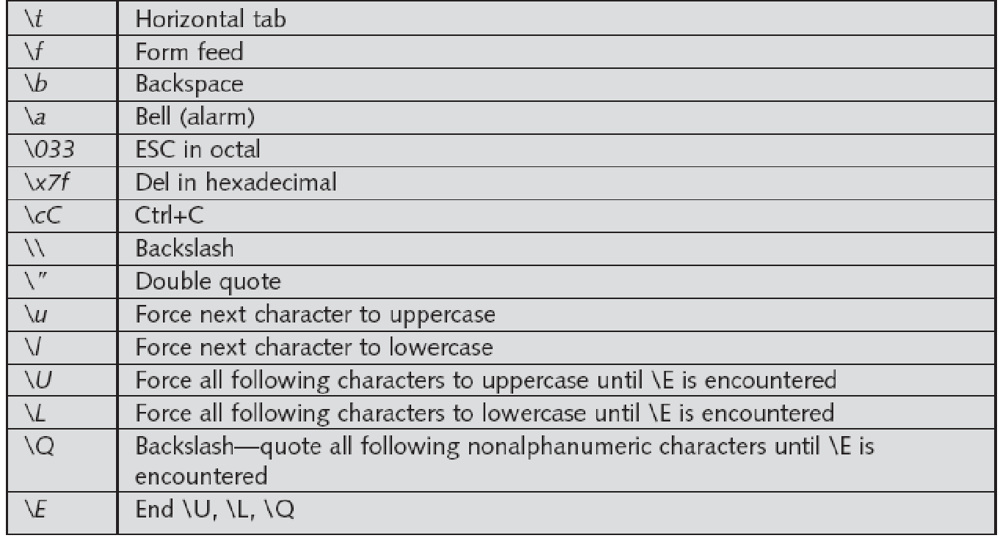 \t Horizontal tab
\f Form feed
\b Backspace
\a Bell (alarm)
\033 ESC in octal
\x7f Del in hexadecimal
\cC Ctrl+C
\\ Backslash
\" Double quote
\u Force next character to uppercase
\l Force next character to lowercase
\U Force all following characters to uppercase until \E is encountered
\L Force all following characters to lowercase until \E is encountered
\Q Backslash—quote all following nonalphanumeric characters until \E is
encountered
\E End \U, \L, \Q